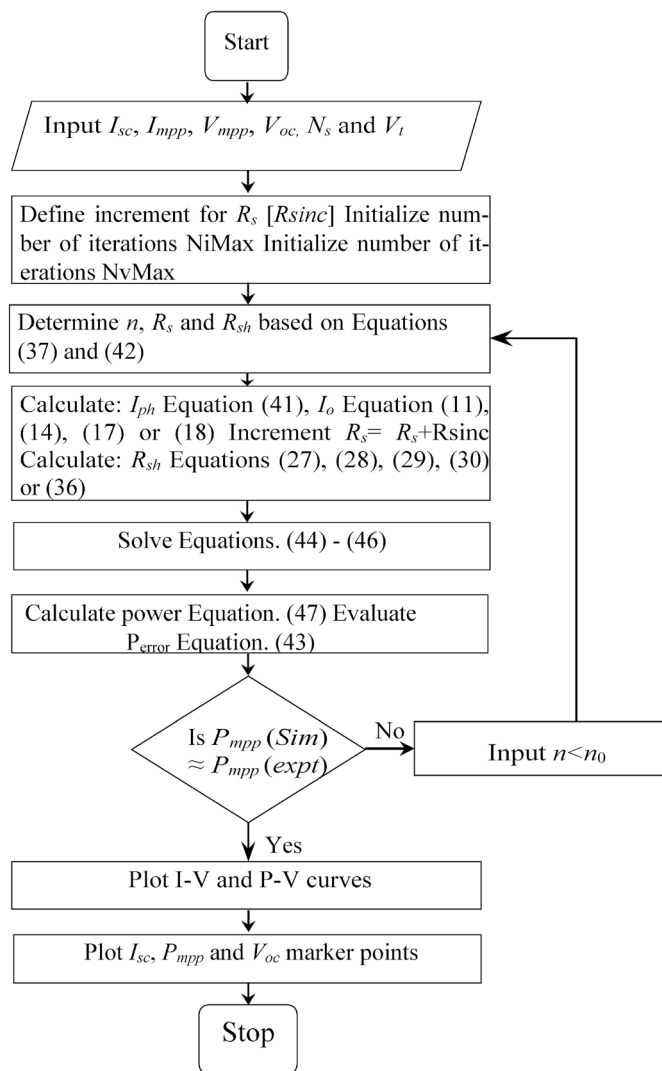 Start
Input Isc, Impp, Vmpp, Voc, Ns and Vt
Define increment for Rs [Rsinc] Initialize num-
ber of iterations NiMax Initialize number of it-
erations NvMax
Determine n, Rs and Rsh based on Equations
(37) and (42)
Calculate: Iph Equation (41), Io Equation (11),
(14), (17) or (18) Increment Rs= Rs+Rsinc
Calculate: Rsh Equations (27), (28), (29), (30)
or (36)
Solve Equations. (44) - (46)
Calculate power Equation. (47) Evaluate
Perror Equation. (43)
Is Pmpp (Sim)
≈ Pmpp (expt)
No
Input n<n0
Yes
Plot I-V and P-V curves
Plot Isc, Pmpp and Voc marker points
Stop